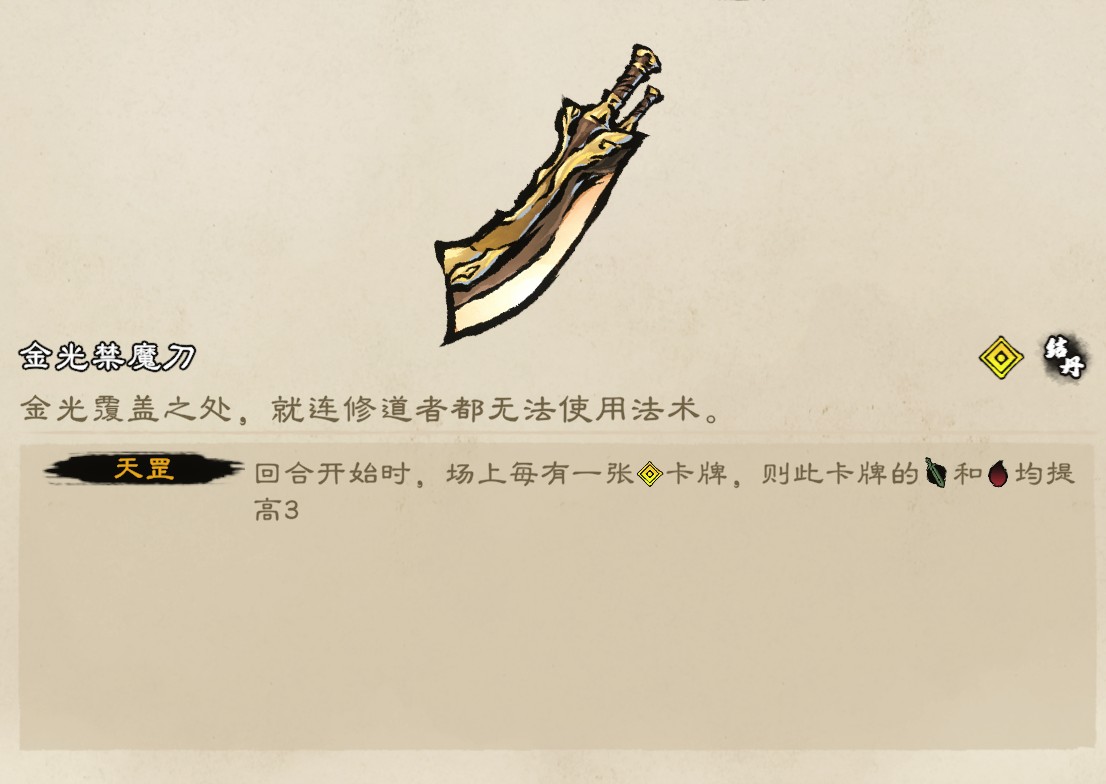 金光禁魔刀
结丹
金光覆盖之处，就连修道者都无法使用法术。
天罡
回合开始时，场上每有一张卡牌，则此卡牌的和均提
高3